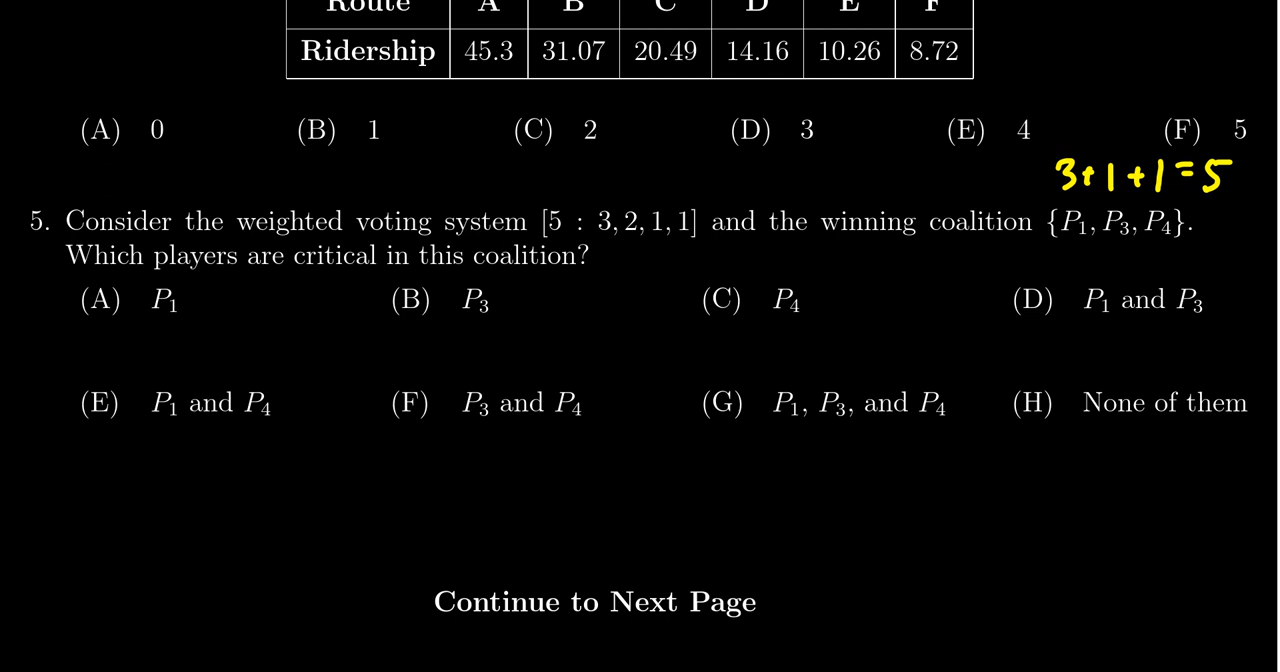 Route A B C D E F
Ridership 45.3 31.07 20.49 14.16 10.26 8.72
(A) 0 (B) 1 (C) 2 (D) 3 (E) 4 (F) 5
3+1+1=5
5. Consider the weighted voting system [5 : 3, 2, 1, 1] and the winning coalition {P₁, P₃, P₄}.
Which players are critical in this coalition?
(A) P₁ (B) P₃ (C) P₄ (D) P₁ and P₃
(E) P₁ and P₄ (F) P₃ and P₄ (G) P₁, P₃, and P₄ (H) None of them
Continue to Next Page